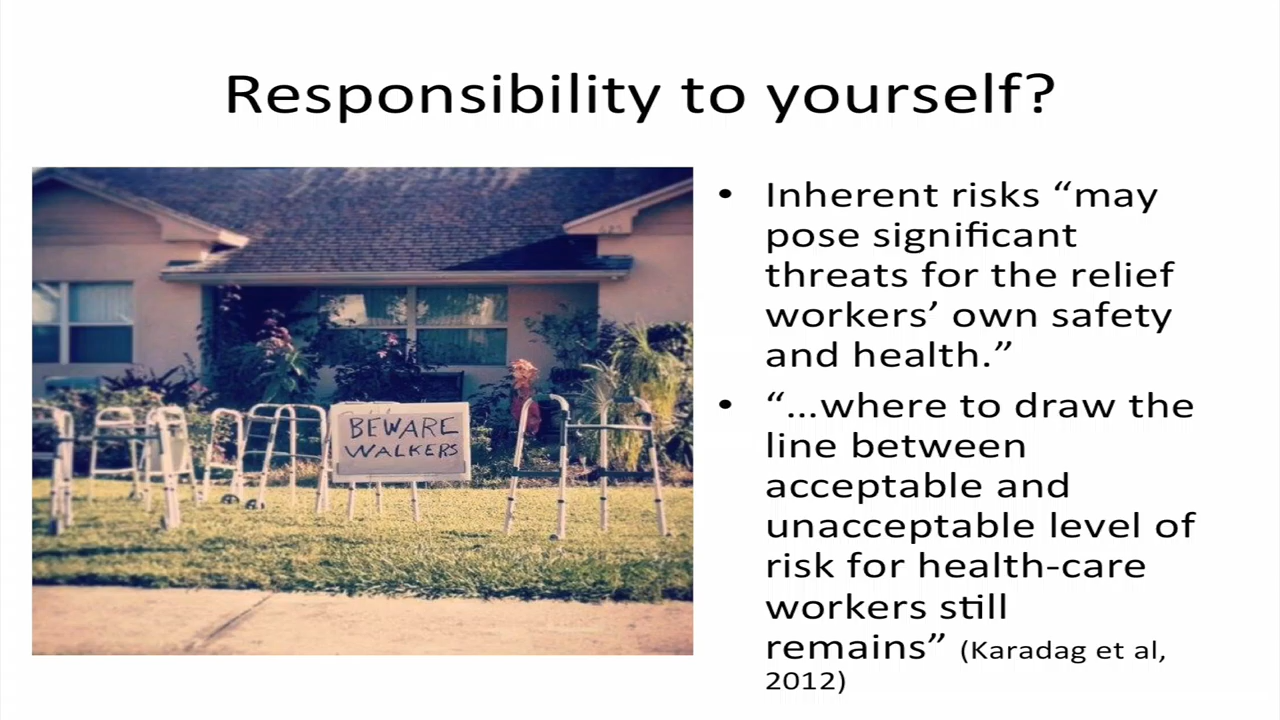 Responsibility to yourself?
BEWARE
WALKERS
• Inherent risks “may
pose significant
threats for the relief
workers’ own safety
and health.”
• “...where to draw the
line between
acceptable and
unacceptable level of
risk for health-care
workers still
remains” (Karadag et al,
2012)